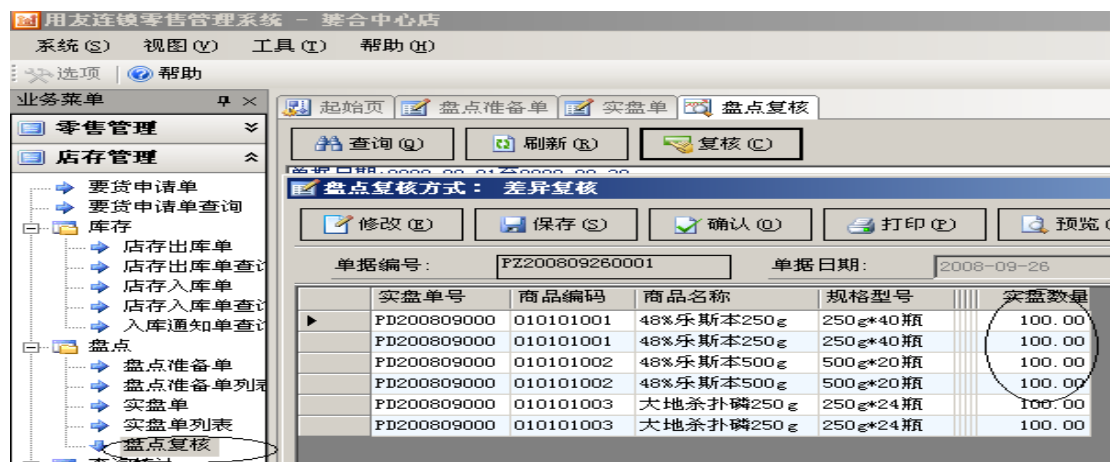 用友连锁零售管理系统 - 婺合中心店
系统(S) 视图(V) 工具(T) 帮助(H)
选项 帮助
业务菜单
起始页 盘点准备单 实盘单 盘点复核
零售管理
店存管理
查询(Q) 刷新(R) 复核(C)
盘点复核方式: 差异复核
要货申请单
要货申请单查询
库存
店存出库单
店存出库单查询
店存入库单
店存入库单查询
入库通知单查询
盘点
盘点准备单
盘点准备单列表
实盘单
实盘单列表
盘点复核
修改(E) 保存(S) 确认(O) 打印(P) 预览(
单据编号: PZ200809260001 单据日期: 2008-09-26
实盘单号 商品编码 商品名称 规格型号 实盘数量
PD200809000 010101001 48%乐斯本250g 250g*40瓶 100.00
PD200809000 010101001 48%乐斯本250g 250g*40瓶 100.00
PD200809000 010101002 48%乐斯本500g 500g*20瓶 100.00
PD200809000 010101002 48%乐斯本500g 500g*20瓶 100.00
PD200809000 010101003 大地杀扑磷250g 250g*24瓶 100.00
PD200809000 010101003 大地杀扑磷250g 250g*24瓶 100.00